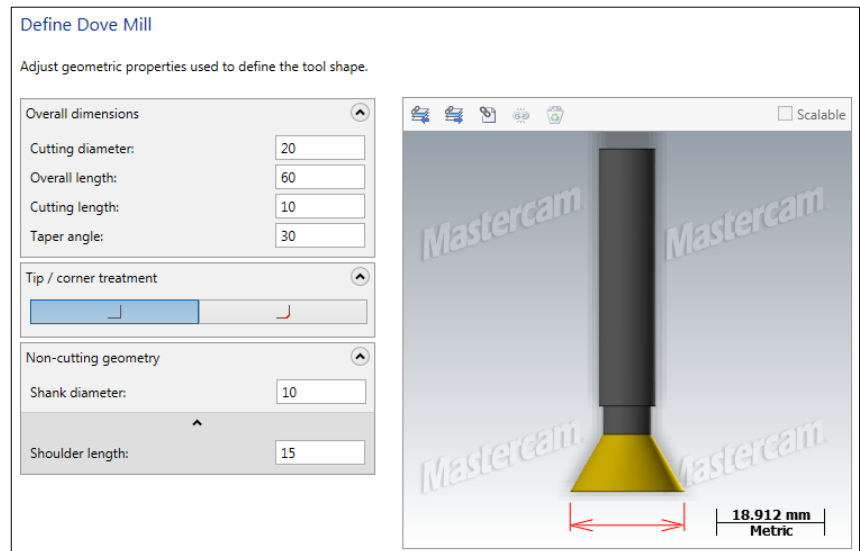 Define Dove Mill
Adjust geometric properties used to define the tool shape.
Overall dimensions
Cutting diameter: 20
Overall length: 60
Cutting length: 10
Taper angle: 30
Tip / corner treatment
Non-cutting geometry
Shank diameter: 10
Shoulder length: 15
Scalable
Mastercam
Mastercam
Mastercam
Mastercam
18.912 mm
Metric